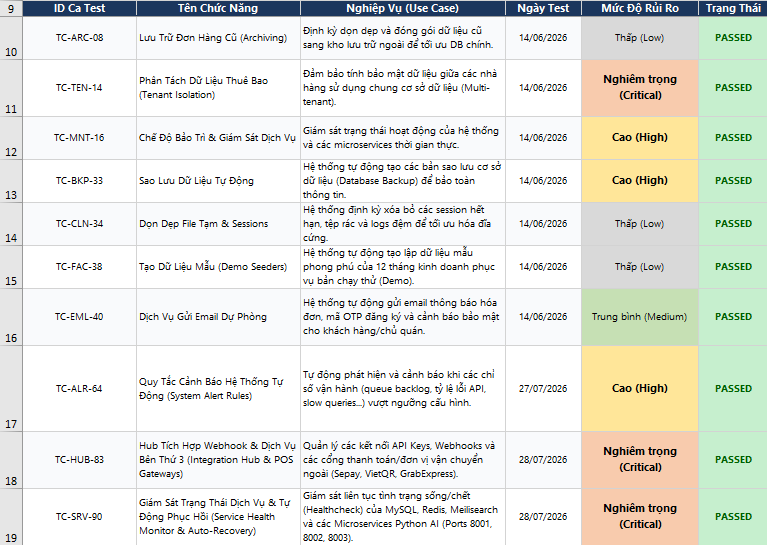 9 ID Ca Test Tên Chức Năng Nghiệp Vụ (Use Case) Ngày Test Mức Độ Rủi Ro Trạng Thái
10 TC-ARC-08 Lưu Trữ Đơn Hàng Cũ (Archiving) Định kỳ dọn dẹp và đóng gói dữ liệu cũ
sang kho lưu trữ ngoài để tối ưu DB chính. 14/06/2026 Thấp (Low) PASSED
11 TC-TEN-14 Phân Tách Dữ Liệu Thuê Bao
(Tenant Isolation) Đảm bảo tính bảo mật dữ liệu giữa các nhà
hàng sử dụng chung cơ sở dữ liệu (Multi-
tenant). 14/06/2026 Nghiêm trọng
(Critical) PASSED
12 TC-MNT-16 Chế Độ Bảo Trì & Giám Sát Dịch Vụ Giám sát trạng thái hoạt động của hệ thống
và các microservices thời gian thực. 14/06/2026 Cao (High) PASSED
13 TC-BKP-33 Sao Lưu Dữ Liệu Tự Động Hệ thống tự động tạo các bản sao lưu cơ sở
dữ liệu (Database Backup) để bảo toàn
thông tin. 14/06/2026 Cao (High) PASSED
14 TC-CLN-34 Dọn Dẹp File Tạm & Sessions Hệ thống định kỳ xóa bỏ các session hết
hạn, tệp rác và logs đệm để tối ưu hóa đĩa
cứng. 14/06/2026 Thấp (Low) PASSED
15 TC-FAC-38 Tạo Dữ Liệu Mẫu (Demo Seeders) Hệ thống tự động tạo lập dữ liệu mẫu
phong phú của 12 tháng kinh doanh phục
vụ bản chạy thử (Demo). 14/06/2026 Thấp (Low) PASSED
16 TC-EML-40 Dịch Vụ Gửi Email Dự Phòng Hệ thống tự động gửi email thông báo hóa
đơn, mã OTP đăng ký và cảnh báo bảo mật
cho khách hàng/chủ quán. 14/06/2026 Trung bình (Medium) PASSED
17 TC-ALR-64 Quy Tắc Cảnh Báo Hệ Thống Tự
Động (System Alert Rules) Tự động phát hiện và cảnh báo khi các chỉ
số vận hành (queue backlog, tỷ lệ lỗi API,
slow queries...) vượt ngưỡng cấu hình. 27/07/2026 Cao (High) PASSED
18 TC-HUB-83 Hub Tích Hợp Webhook & Dịch Vụ
Bên Thứ 3 (Integration Hub & POS
Gateways) Quản lý các kết nối API Keys, Webhooks và
các cổng thanh toán/đơn vị vận chuyển
ngoài (Sepay, VietQR, GrabExpress). 28/07/2026 Nghiêm trọng
(Critical) PASSED
19 TC-SRV-90 Giám Sát Trạng Thái Dịch Vụ & Tự
Động Phục Hồi (Service Health
Monitor & Auto-Recovery) Giám sát liên tục tình trạng sống/chết
(Healthcheck) của MySQL, Redis, Meilisearch
và các Microservices Python AI (Ports 8001,
8002, 8003). 28/07/2026 Nghiêm trọng
(Critical) PASSED